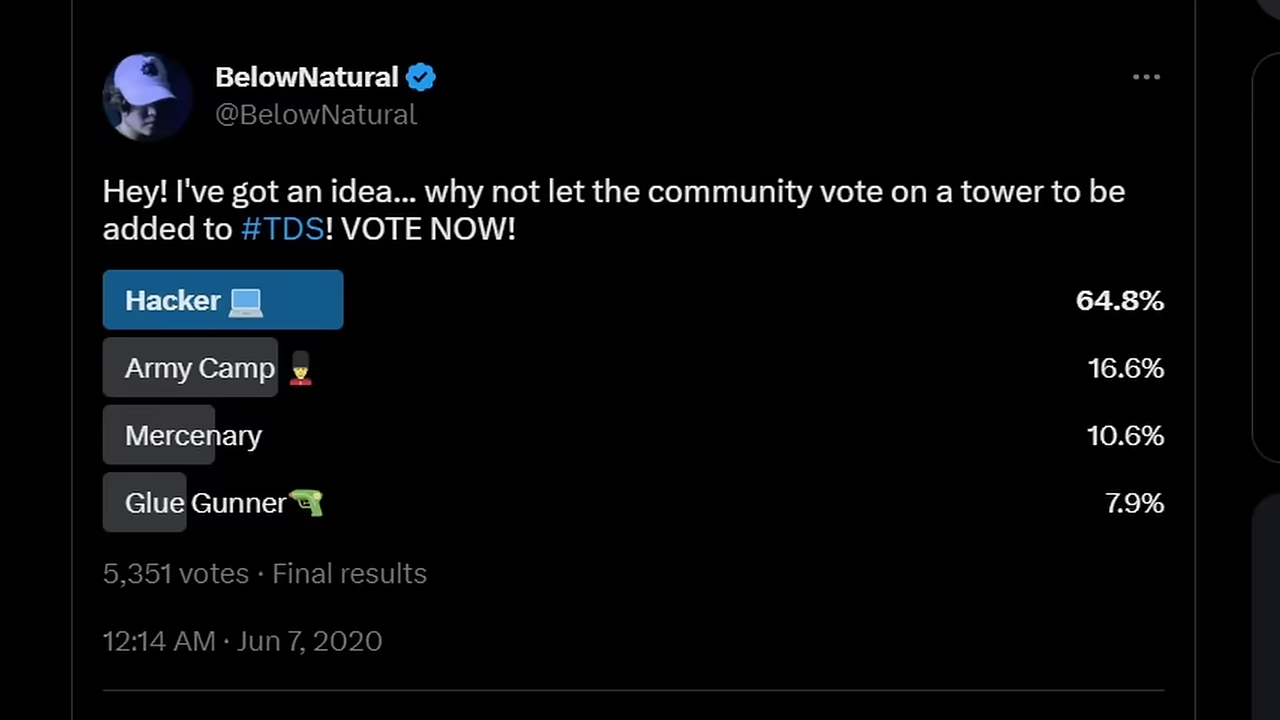 BelowNatural
@BelowNatural
Hey! I've got an idea... why not let the community vote on a tower to be
added to #TDS! VOTE NOW!
Hacker 💻 64.8%
Army Camp 💂 16.6%
Mercenary 10.6%
Glue Gunner🔫 7.9%
5,351 votes · Final results
12:14 AM · Jun 7, 2020